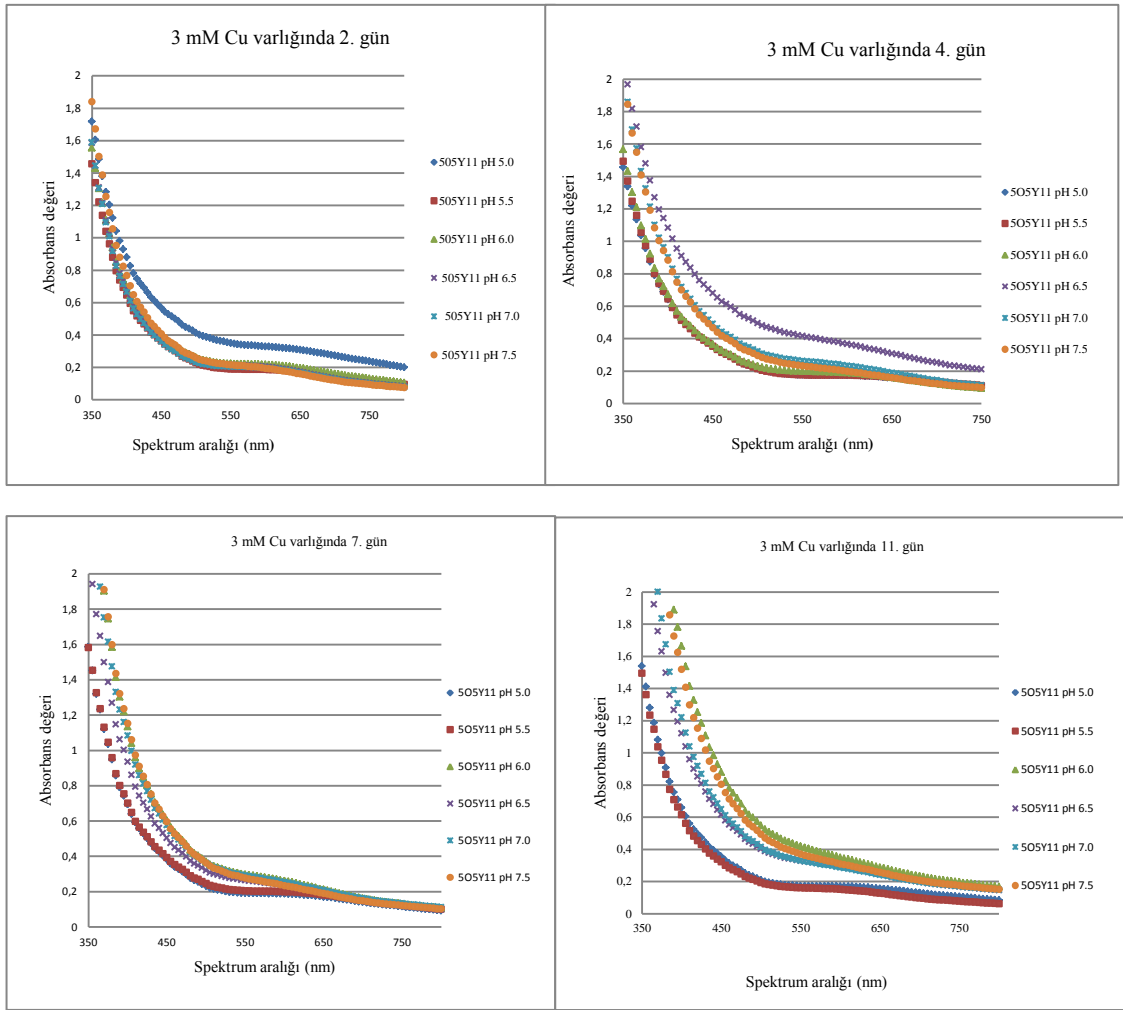 3 mM Cu varlığında 2. gün
Absorbans değeri
2
1,8
1,6
1,4
1,2
1
0,8
0,6
0,4
0,2
0
350
450
550
650
750
Spektrum aralığı (nm)
505Y11 pH 5.0
505Y11 pH 5.5
505Y11 pH 6.0
505Y11 pH 6.5
505Y11 pH 7.0
505Y11 pH 7.5
3 mM Cu varlığında 4. gün
Absorbans değeri
2
1,8
1,6
1,4
1,2
1
0,8
0,6
0,4
0,2
0
350
450
550
650
750
Spektrum aralığı (nm)
5O5Y11 pH 5.0
5O5Y11 pH 5.5
5O5Y11 pH 6.0
5O5Y11 pH 6.5
5O5Y11 pH 7.0
5O5Y11 pH 7.5
3 mM Cu varlığında 7. gün
Absorbans değeri
2
1,8
1,6
1,4
1,2
1
0,8
0,6
0,4
0,2
0
350
450
550
650
750
Spektrum aralığı (nm)
5O5Y11 pH 5.0
5O5Y11 pH 5.5
5O5Y11 pH 6.0
5O5Y11 pH 6.5
5O5Y11 pH 7.0
5O5Y11 pH 7.5
3 mM Cu varlığında 11. gün
Absorbans değeri
2
1,8
1,6
1,4
1,2
1
0,8
0,6
0,4
0,2
0
350
450
550
650
750
Spektrum aralığı (nm)
5O5Y11 pH 5.0
5O5Y11 pH 5.5
5O5Y11 pH 6.0
5O5Y11 pH 6.5
5O5Y11 pH 7.0
5O5Y11 pH 7.5